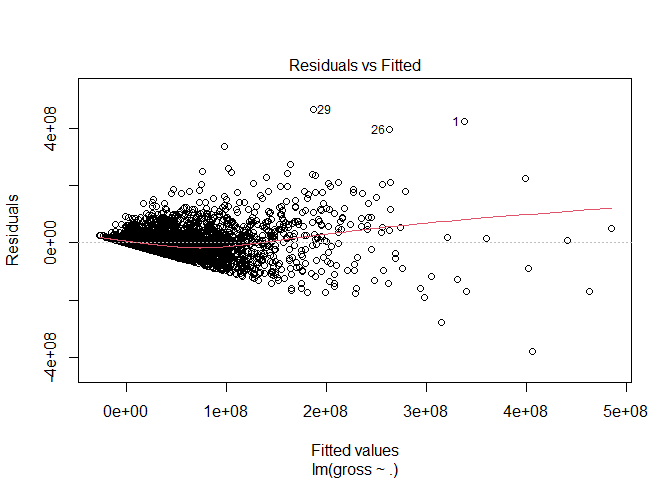 Residuals vs Fitted
29
1
26
4e+08
0e+00
-4e+08
Residuals
0e+00 1e+08 2e+08 3e+08 4e+08 5e+08
Fitted values
lm(gross ~ .)